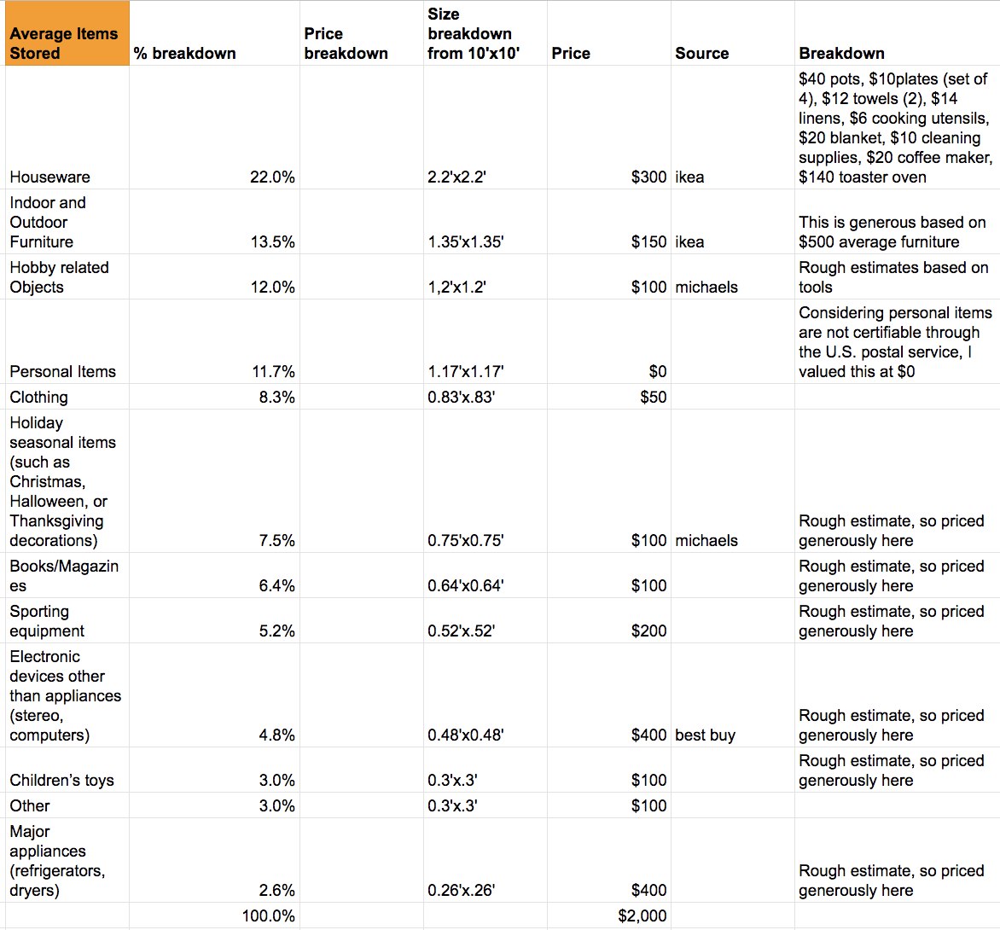 Average Items
Stored
% breakdown
Price
breakdown
Size
breakdown
from 10'x10'
Price
Source
Breakdown
Houseware
22.0%
2.2'x2.2'
$300
ikea
$40 pots, $10plates (set of
4), $12 towels (2), $14
linens, $6 cooking utensils,
$20 blanket, $10 cleaning
supplies, $20 coffee maker,
$140 toaster oven
Indoor and
Outdoor
Furniture
13.5%
1.35'x1.35'
$150
ikea
This is generous based on
$500 average furniture
Hobby related
Objects
12.0%
1,2'x1.2'
$100
michaels
Rough estimates based on
tools
Personal Items
11.7%
1.17'x1.17'
$0
Considering personal items
are not certifiable through
the U.S. postal service, I
valued this at $0
Clothing
8.3%
0.83'x.83'
$50
Holiday
seasonal items
(such as
Christmas,
Halloween, or
Thanksgiving
decorations)
7.5%
0.75'x0.75'
$100
michaels
Rough estimate, so priced
generously here
Books/Magazin
es
6.4%
0.64'x0.64'
$100
Rough estimate, so priced
generously here
Sporting
equipment
5.2%
0.52'x.52'
$200
Rough estimate, so priced
generously here
Electronic
devices other
than appliances
(stereo,
computers)
4.8%
0.48'x0.48'
$400
best buy
Rough estimate, so priced
generously here
Children’s toys
3.0%
0.3'x.3'
$100
Rough estimate, so priced
generously here
Other
3.0%
0.3'x.3'
$100
Major
appliances
(refrigerators,
dryers)
2.6%
0.26'x.26'
$400
Rough estimate, so priced
generously here
100.0%
$2,000